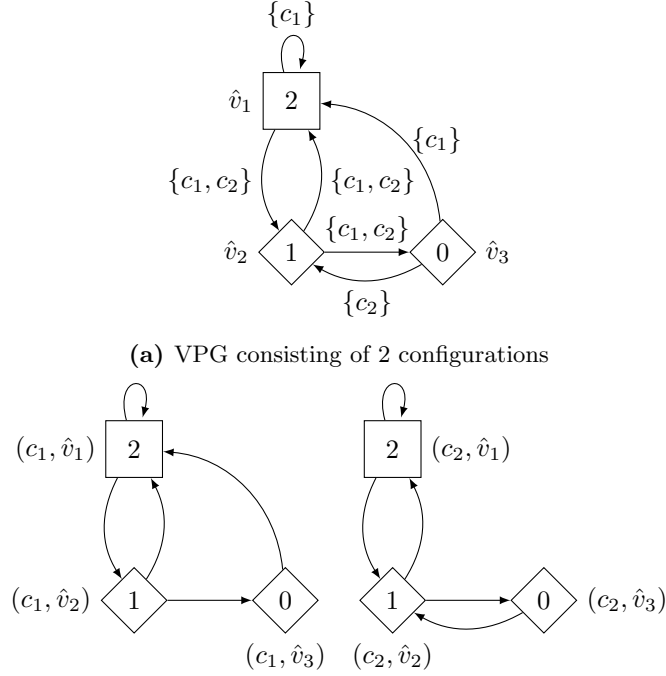 {c₁}
2
v̂₁
{c₁}
{c₁, c₂} {c₁, c₂}
{c₁, c₂}
v̂₂ 1 0 v̂₃
{c₂}
(a) VPG consisting of 2 configurations
(c₁, v̂₁) 2 2 (c₂, v̂₁)
(c₁, v̂₂) 1 0 1 0 (c₂, v̂₃)
(c₁, v̂₃) (c₂, v̂₂)